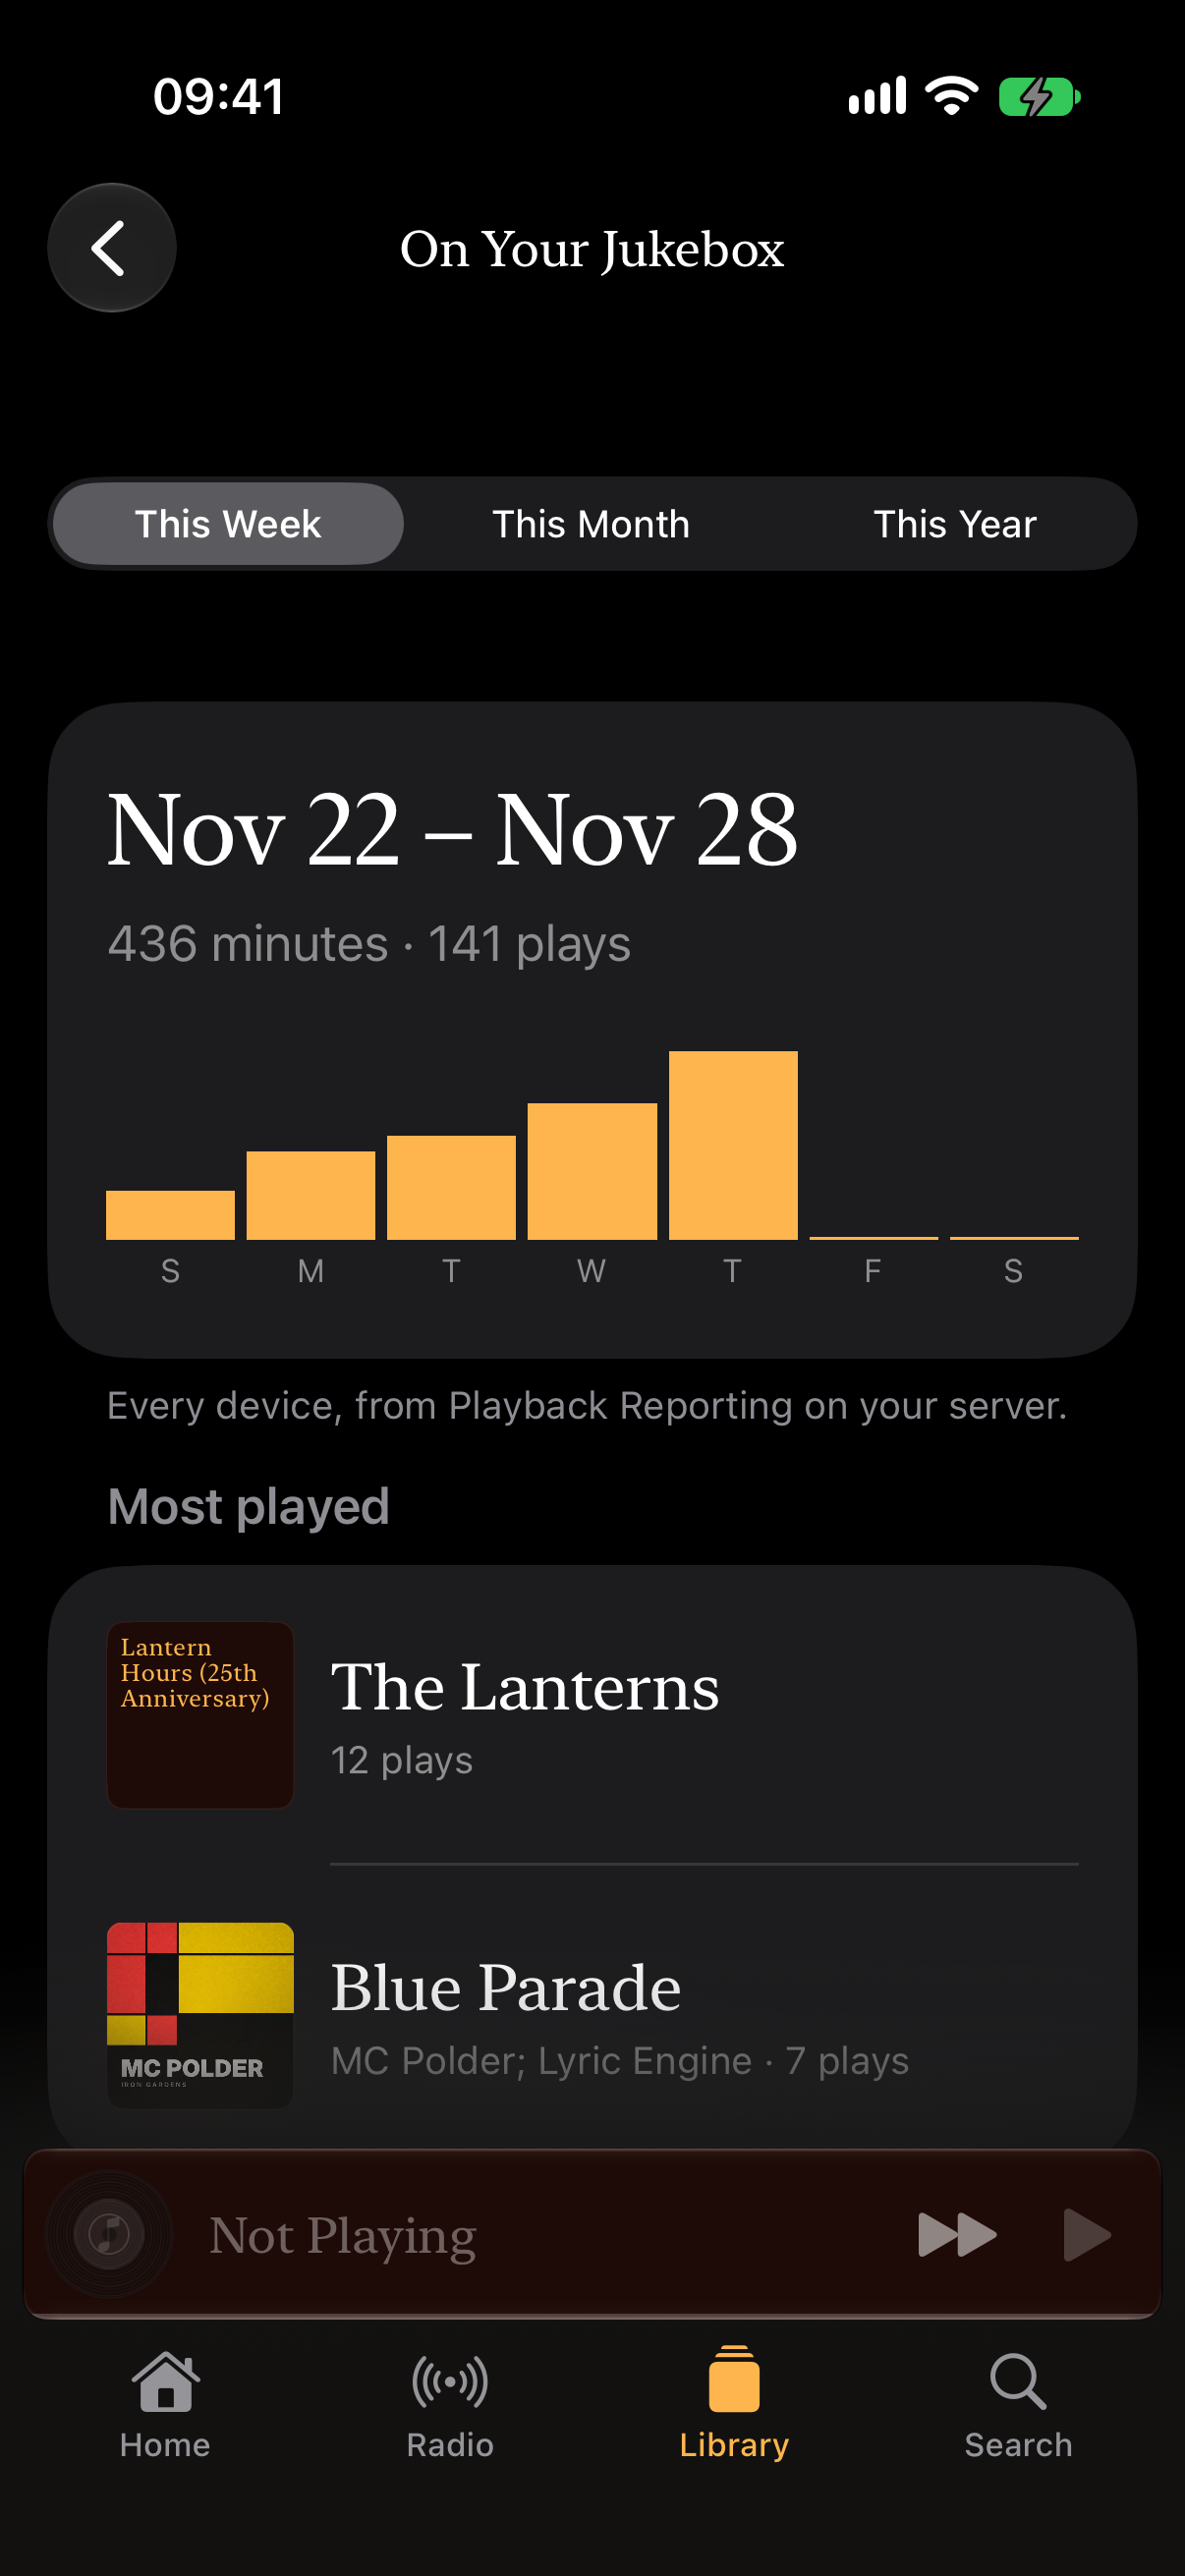 09:41
On Your Jukebox
This Week
This Month
This Year
Nov 22 – Nov 28
436 minutes · 141 plays
S M T W T F S
Every device, from Playback Reporting on your server.
Most played
Lantern
Hours (25th
Anniversary)
The Lanterns
12 plays
MC POLDER
IRON GARDENS
Blue Parade
MC Polder; Lyric Engine · 7 plays
Not Playing
Home
Radio
Library
Search